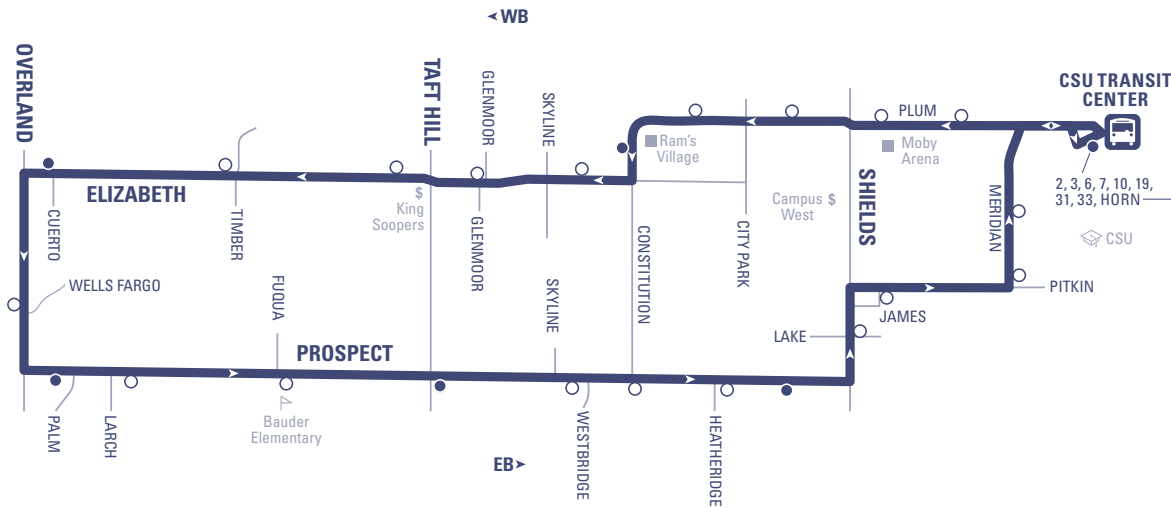 WB
OVERLAND
TAFT HILL
GLENMOOR
SKYLINE
PLUM
CSU TRANSIT
CENTER
Ram's
Village
Moby
Arena
2, 3, 6, 7, 10, 19,
31, 33, HORN
ELIZABETH
CUERTO
TIMBER
$
King
Soopers
GLENMOOR
CONSTITUTION
CITY PARK
Campus $
West
SHIELDS
MERIDIAN
CSU
WELLS FARGO
FUQUA
SKYLINE
PITKIN
JAMES
LAKE
PROSPECT
PALM
LARCH
Bauder
Elementary
WESTBRIDGE
HEATHERIDGE
EB